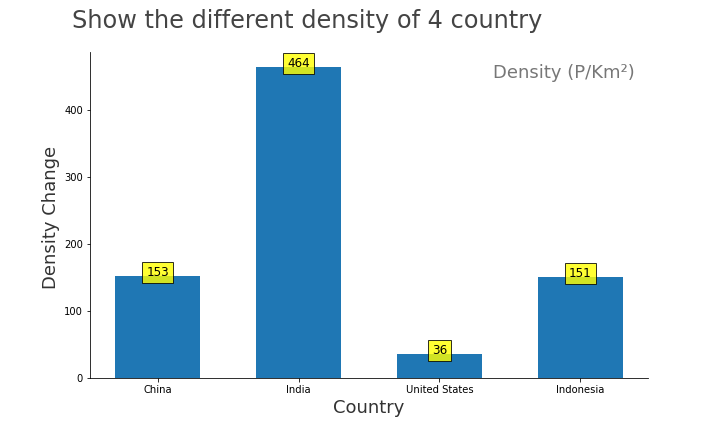 Show the different density of 4 country
Density (P/Km²)
464
400
300
Density Change
200
153
151
100
36
0
China
India
United States
Indonesia
Country